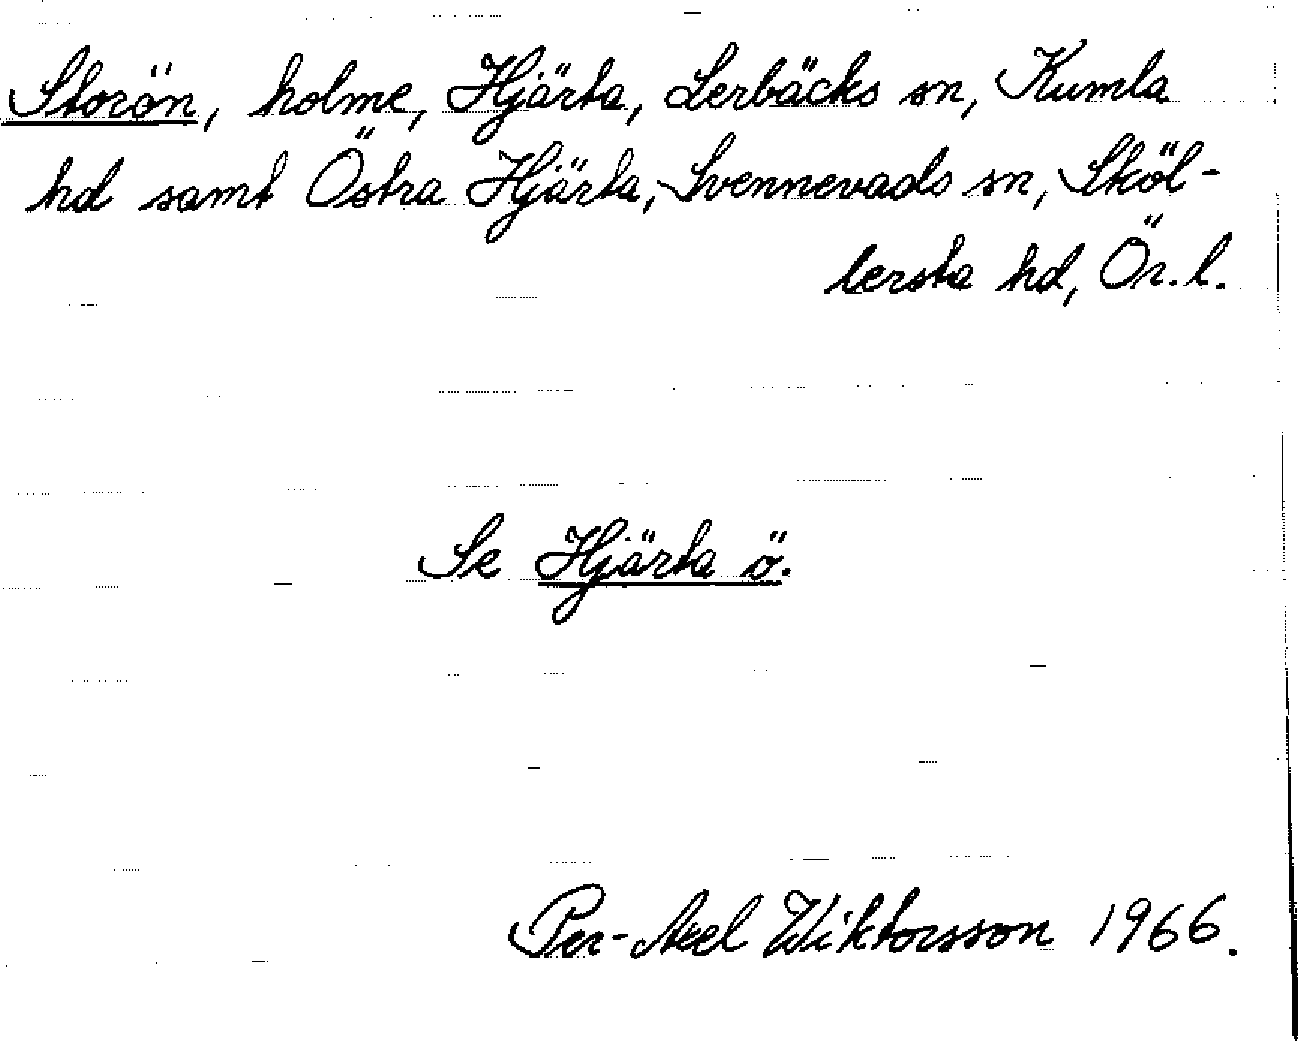 Storön, holme, Hjärta, Lerbäcks sn, Kumla
hd samt Östra Hjärta, Svennevads sn, Sköl-
lersta hd, Ör. l.
Se Hjärta ö.
Per-Axel Wiktorsson 1966.